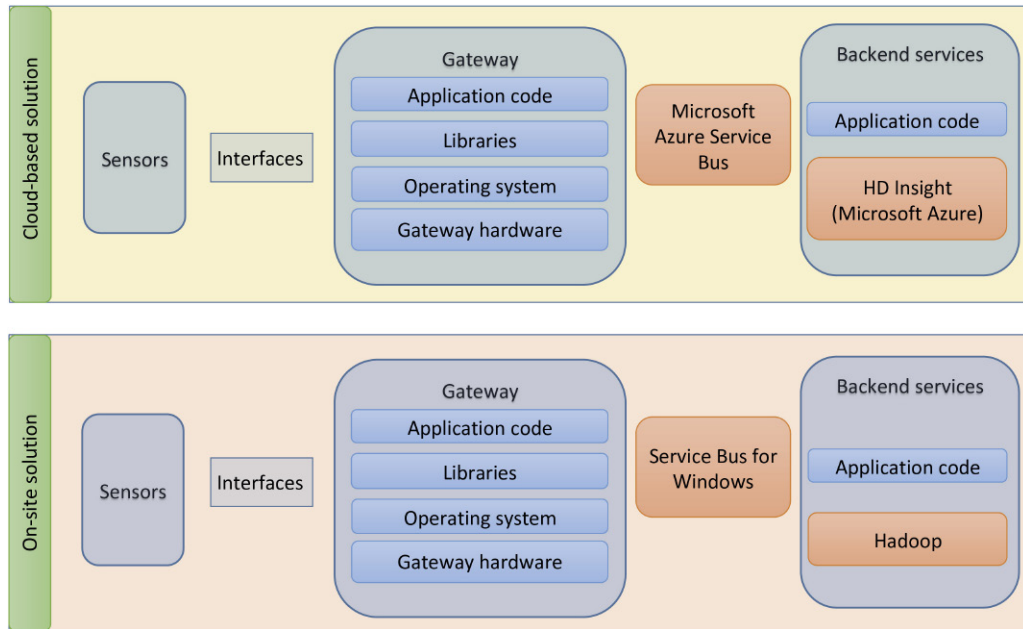 Cloud-based solution
Sensors
Interfaces
Gateway
Application code
Libraries
Operating system
Gateway hardware
Microsoft
Azure Service
Bus
Backend services
Application code
HD Insight
(Microsoft Azure)
On-site solution
Sensors
Interfaces
Gateway
Application code
Libraries
Operating system
Gateway hardware
Service Bus for
Windows
Backend services
Application code
Hadoop